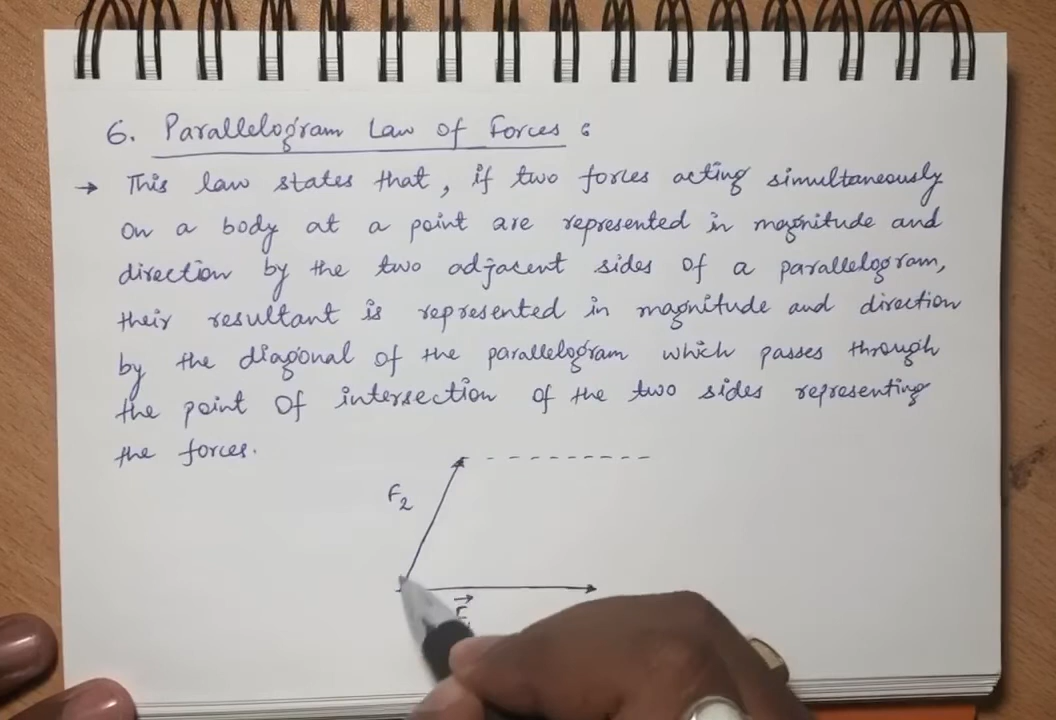 6. Parallelogram Law of Forces :
→ This law states that, if two forces acting simultaneously
on a body at a point are represented in magnitude and
direction by the two adjacent sides of a parallelogram,
their resultant is represented in magnitude and direction
by the diagonal of the parallelogram which passes through
the point of intersection of the two sides representing
the forces.
F₂